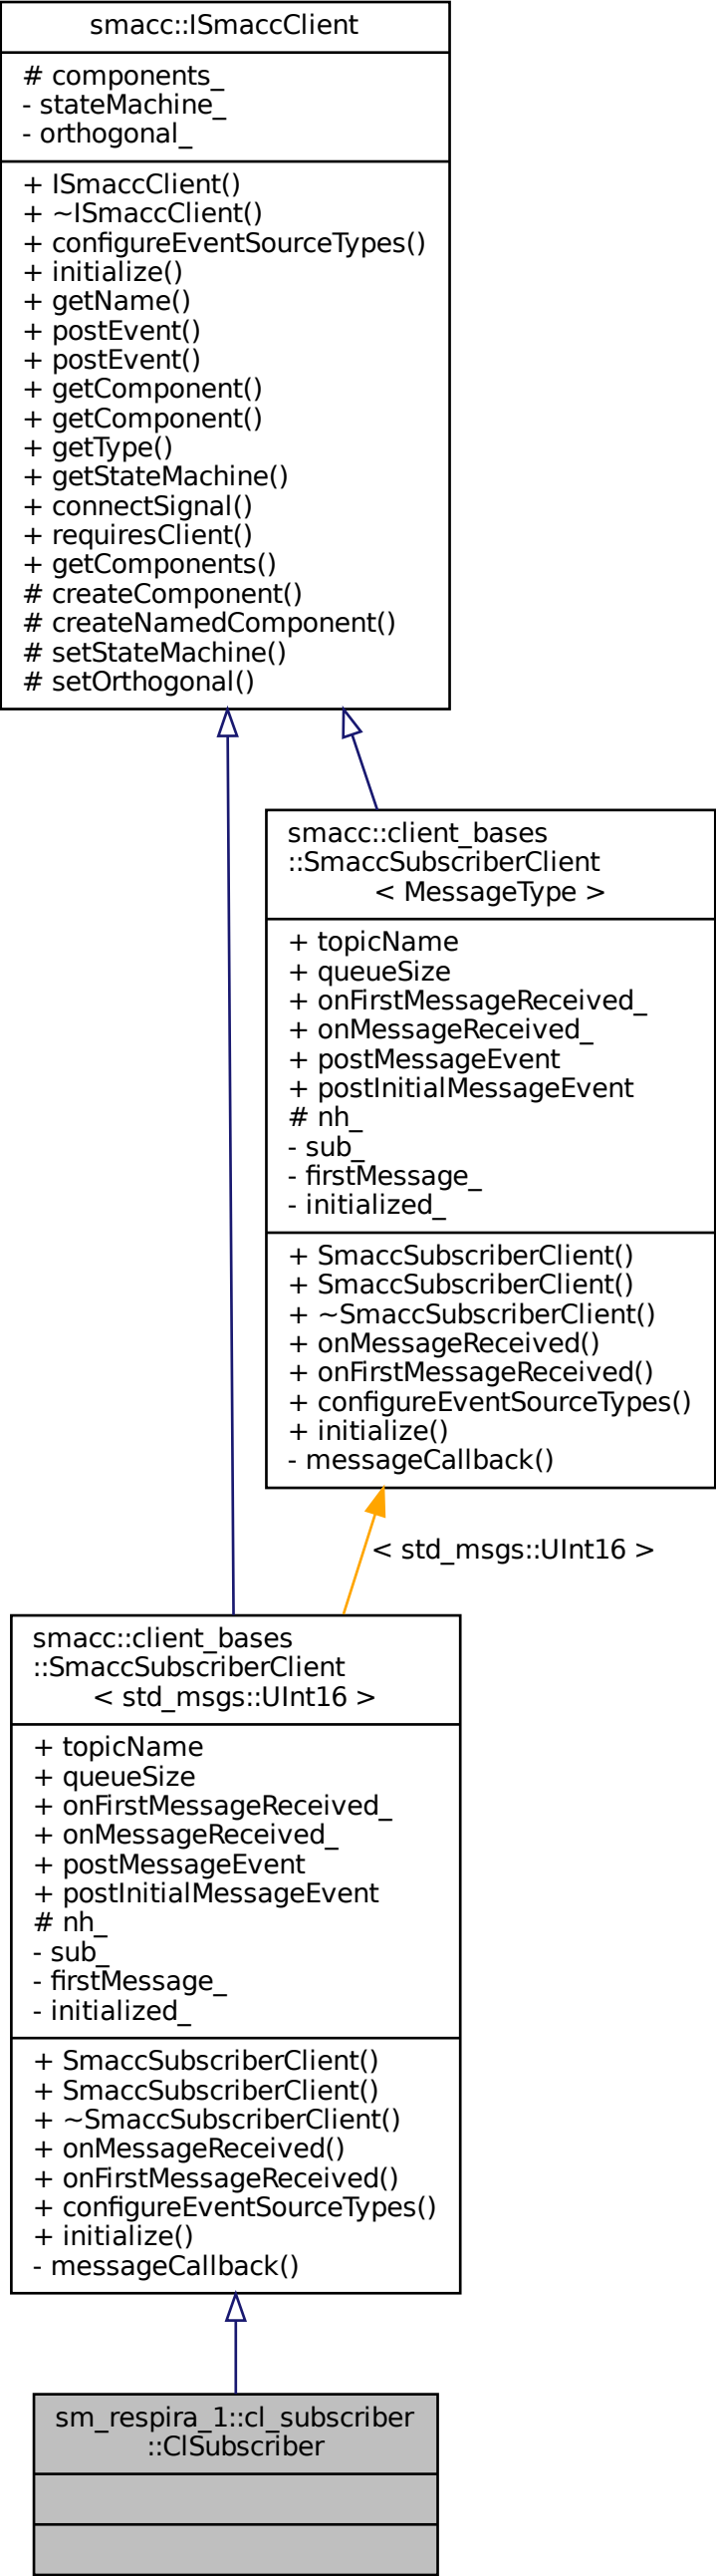 smacc::ISmaccClient
# components_
- stateMachine_
- orthogonal_
+ ISmaccClient()
+ ~ISmaccClient()
+ configureEventSourceTypes()
+ initialize()
+ getName()
+ postEvent()
+ postEvent()
+ getComponent()
+ getComponent()
+ getType()
+ getStateMachine()
+ connectSignal()
+ requiresClient()
+ getComponents()
# createComponent()
# createNamedComponent()
# setStateMachine()
# setOrthogonal()
smacc::client_bases
::SmaccSubscriberClient
< MessageType >
+ topicName
+ queueSize
+ onFirstMessageReceived_
+ onMessageReceived_
+ postMessageEvent
+ postInitialMessageEvent
# nh_
- sub_
- firstMessage_
- initialized_
+ SmaccSubscriberClient()
+ SmaccSubscriberClient()
+ ~SmaccSubscriberClient()
+ onMessageReceived()
+ onFirstMessageReceived()
+ configureEventSourceTypes()
+ initialize()
- messageCallback()
< std_msgs::UInt16 >
smacc::client_bases
::SmaccSubscriberClient
< std_msgs::UInt16 >
+ topicName
+ queueSize
+ onFirstMessageReceived_
+ onMessageReceived_
+ postMessageEvent
+ postInitialMessageEvent
# nh_
- sub_
- firstMessage_
- initialized_
+ SmaccSubscriberClient()
+ SmaccSubscriberClient()
+ ~SmaccSubscriberClient()
+ onMessageReceived()
+ onFirstMessageReceived()
+ configureEventSourceTypes()
+ initialize()
- messageCallback()
sm_respira_1::cl_subscriber
::ClSubscriber